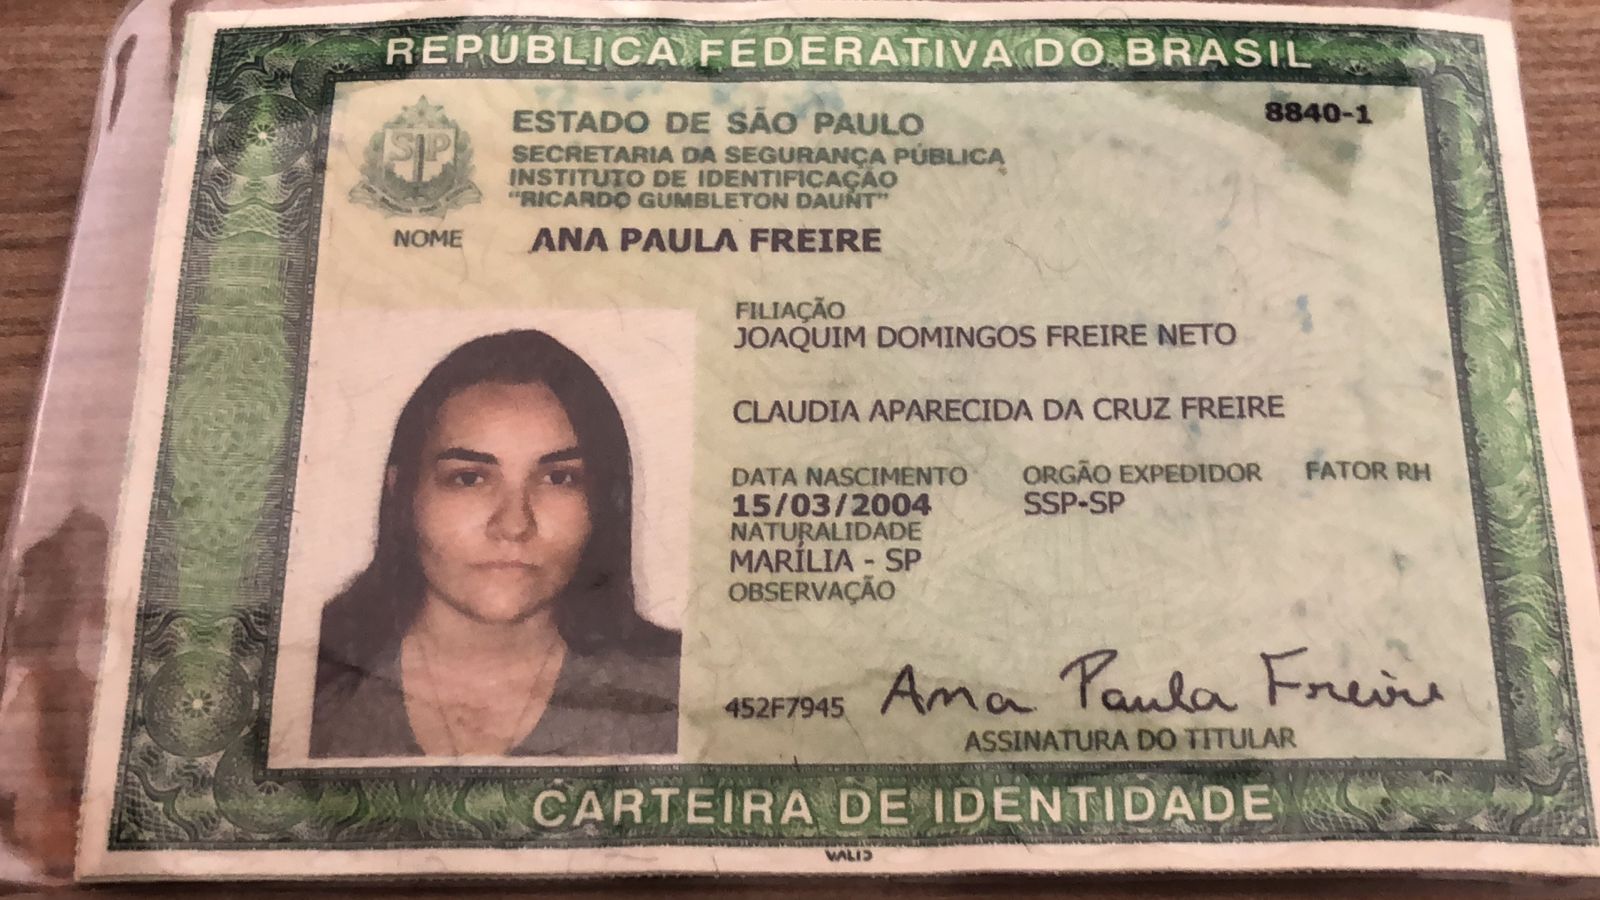 REPÚBLICA FEDERATIVA DO BRASIL
8840-1
ESTADO DE SÃO PAULO
SECRETARIA DA SEGURANÇA PÚBLICA
INSTITUTO DE IDENTIFICAÇÃO
"RICARDO GUMBLETON DAUNT"
SP
NOME ANA PAULA FREIRE
FILIAÇÃO
JOAQUIM DOMINGOS FREIRE NETO
CLAUDIA APARECIDA DA CRUZ FREIRE
DATA NASCIMENTO ORGÃO EXPEDIDOR FATOR RH
15/03/2004 SSP-SP
NATURALIDADE
MARÍLIA - SP
OBSERVAÇÃO
452F7945 Ana Paula Freire
ASSINATURA DO TITULAR
CARTEIRA DE IDENTIDADE
VALID